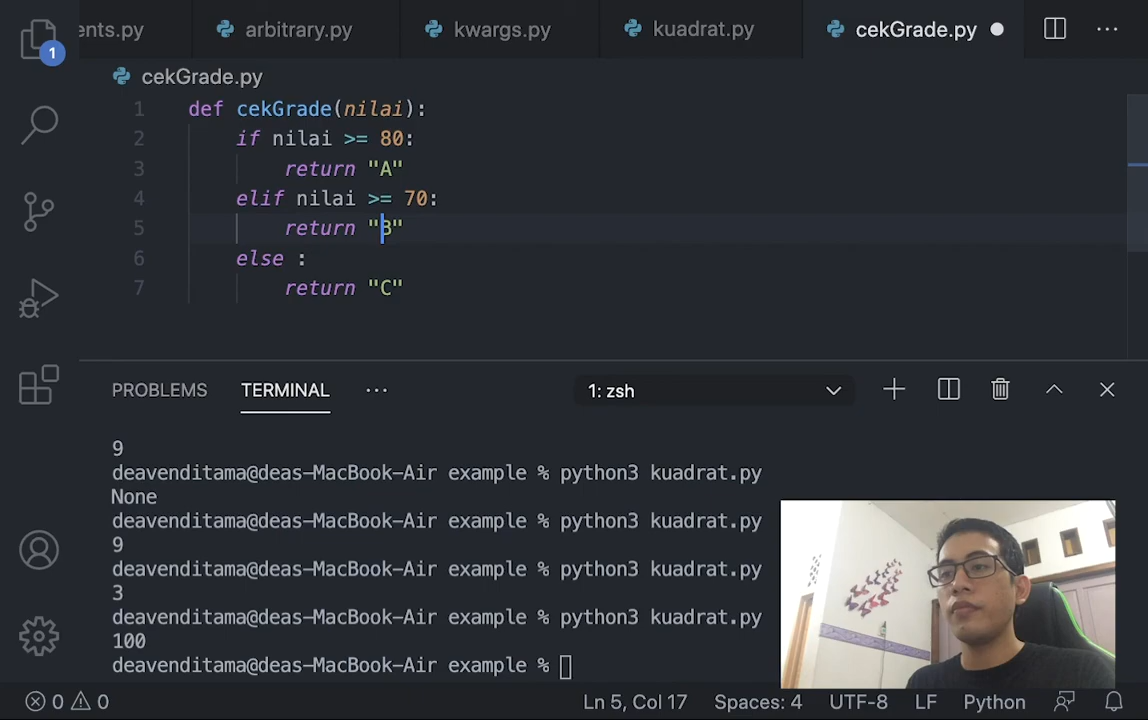 ents.py arbitrary.py kwargs.py kuadrat.py cekGrade.py
1
cekGrade.py
1 def cekGrade(nilai):
2 if nilai >= 80:
3 return "A"
4 elif nilai >= 70:
5 return "B"
6 else :
7 return "C"
PROBLEMS TERMINAL 1: zsh
9
deavenditama@deas-MacBook-Air example % python3 kuadrat.py
None
deavenditama@deas-MacBook-Air example % python3 kuadrat.py
9
deavenditama@deas-MacBook-Air example % python3 kuadrat.py
3
deavenditama@deas-MacBook-Air example % python3 kuadrat.py
100
deavenditama@deas-MacBook-Air example %
0 0 Ln 5, Col 17 Spaces: 4 UTF-8 LF Python